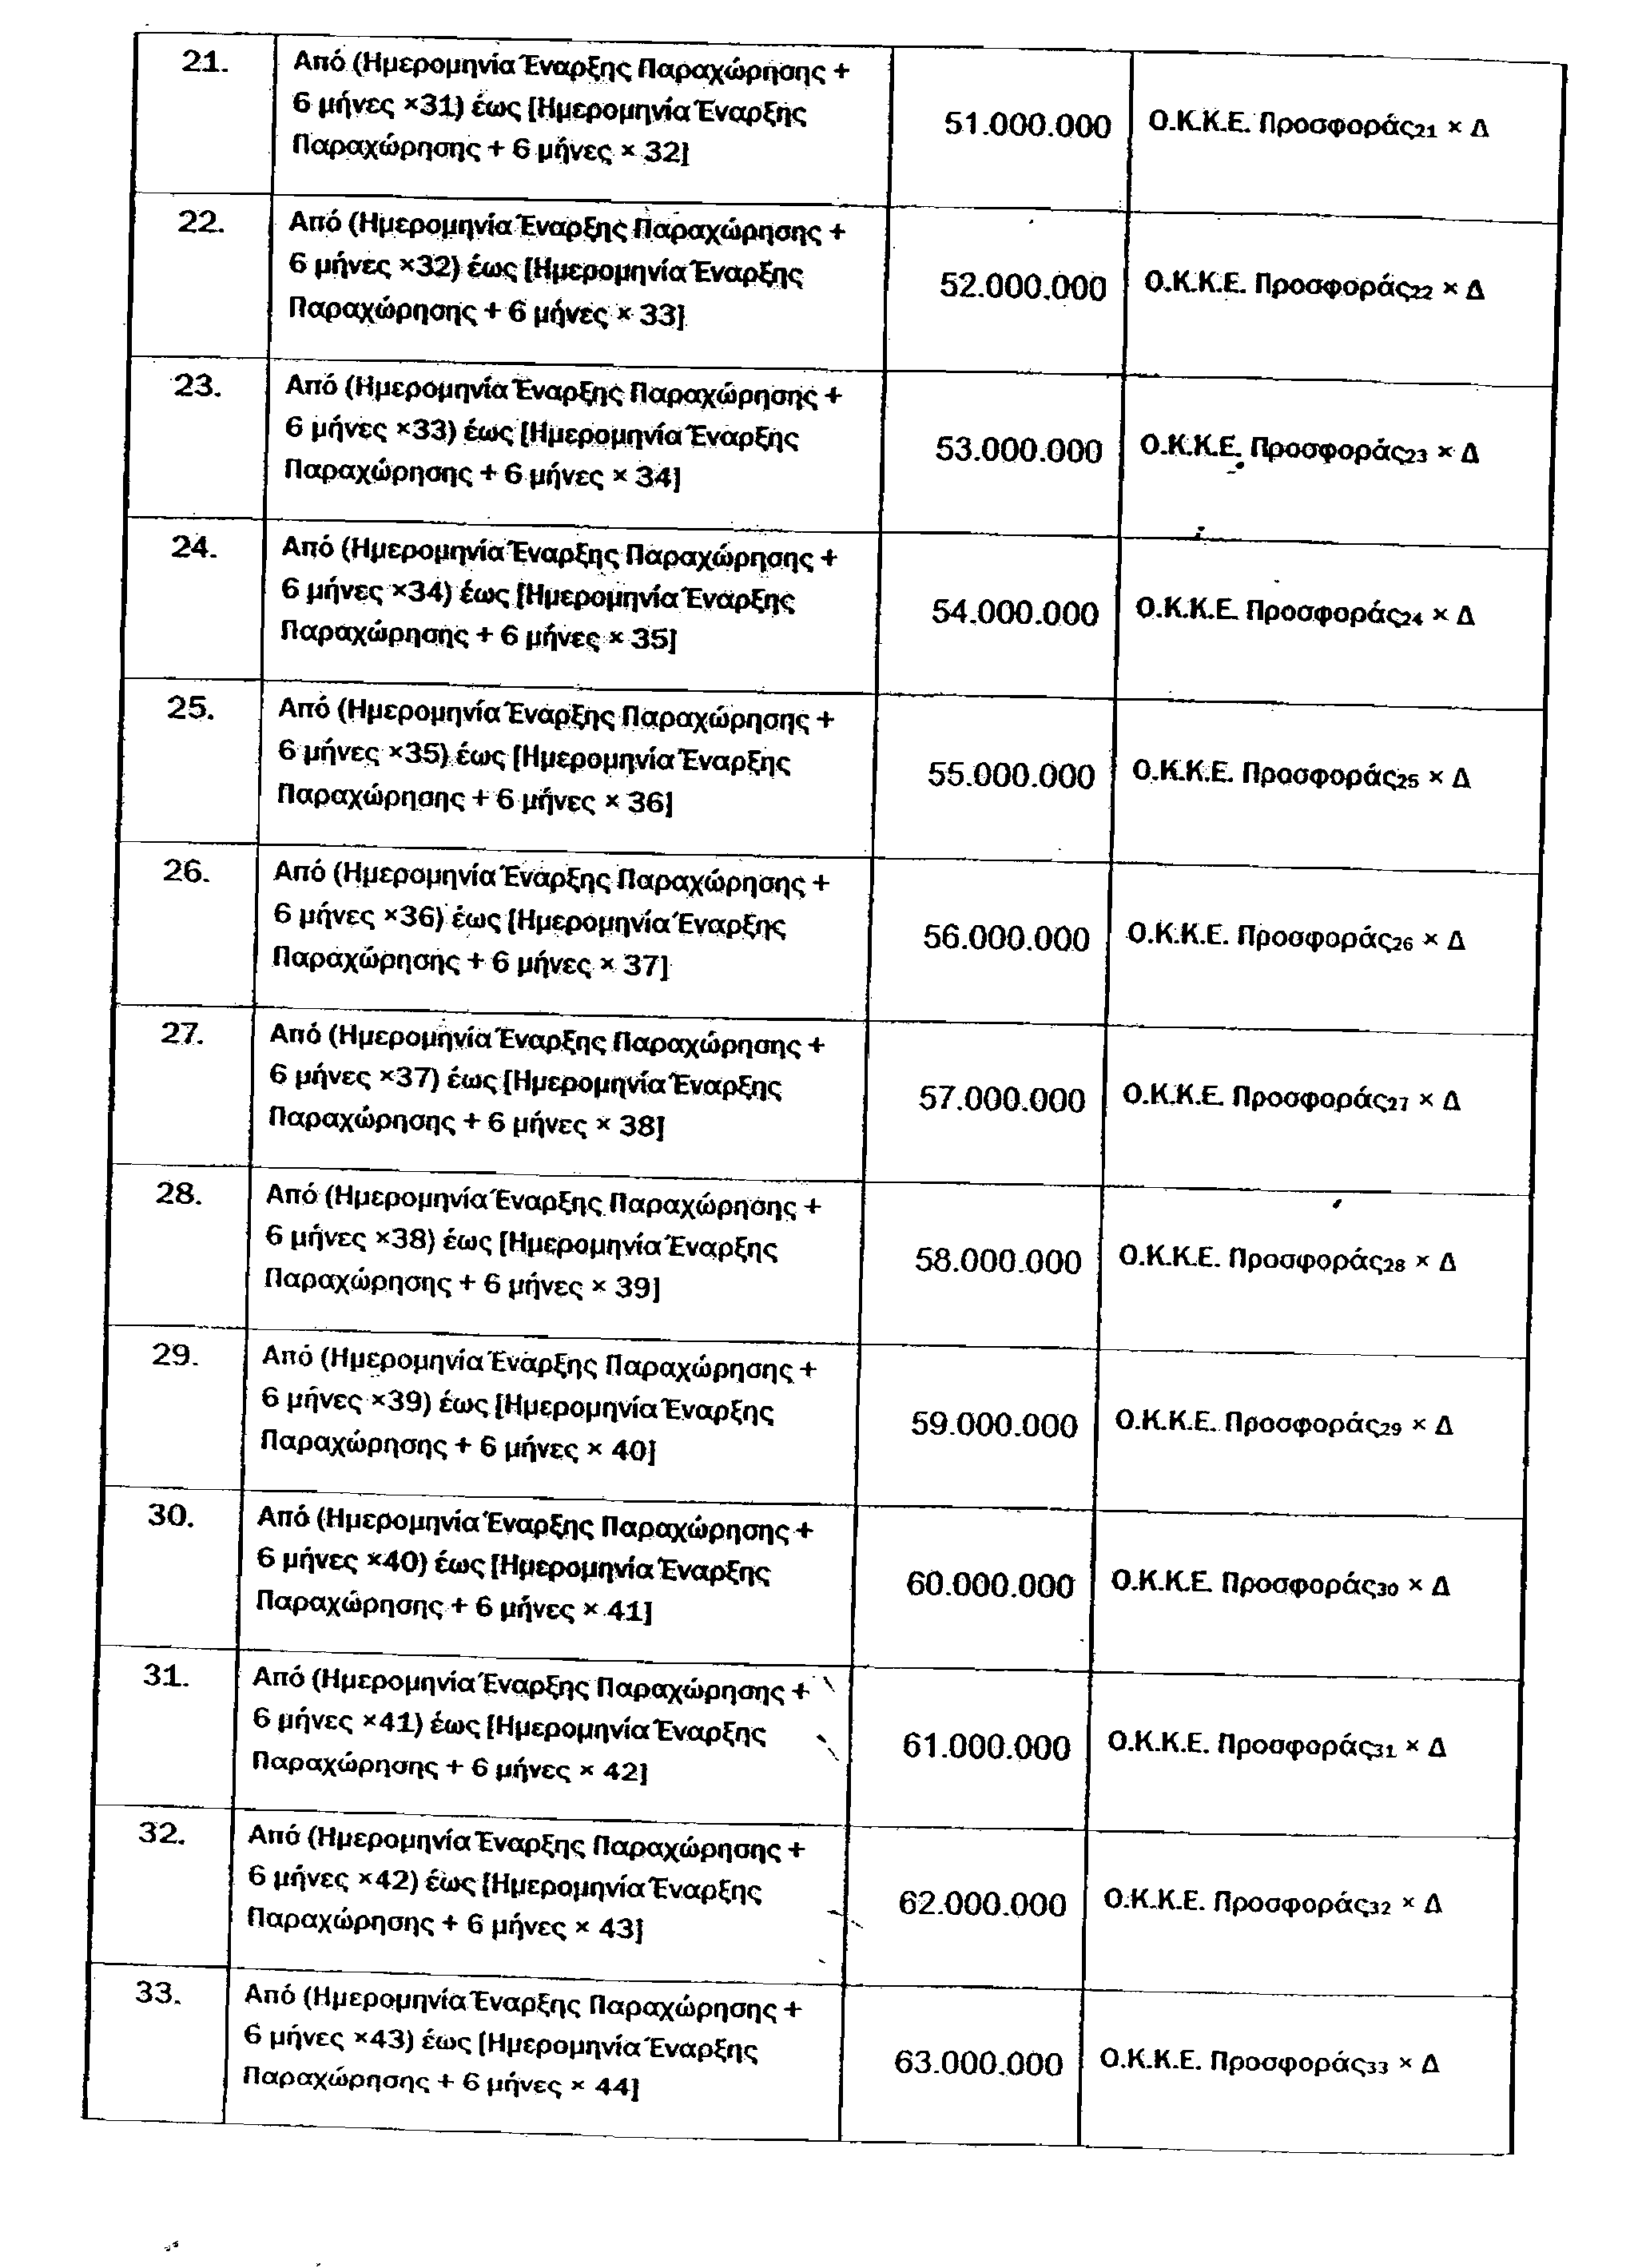 21. Από (Ημερομηνία Έναρξης Παραχώρησης +
6 μήνες ×31) έως [Ημερομηνία Έναρξης
Παραχώρησης + 6 μήνες × 32]
51.000.000 Ο.Κ.Κ.Ε. Προσφοράς21 × Δ
22. Από (Ημερομηνία Έναρξης Παραχώρησης +
6 μήνες ×32) έως [Ημερομηνία Έναρξης
Παραχώρησης + 6 μήνες × 33]
52.000.000 Ο.Κ.Κ.Ε. Προσφοράς22 × Δ
23. Από (Ημερομηνία Έναρξης Παραχώρησης +
6 μήνες ×33) έως [Ημερομηνία Έναρξης
Παραχώρησης + 6 μήνες × 34]
53.000.000 Ο.Κ.Κ.Ε. Προσφοράς23 × Δ
24. Από (Ημερομηνία Έναρξης Παραχώρησης +
6 μήνες ×34) έως [Ημερομηνία Έναρξης
Παραχώρησης + 6 μήνες × 35]
54.000.000 Ο.Κ.Κ.Ε. Προσφοράς24 × Δ
25. Από (Ημερομηνία Έναρξης Παραχώρησης +
6 μήνες ×35) έως [Ημερομηνία Έναρξης
Παραχώρησης + 6 μήνες × 36]
55.000.000 Ο.Κ.Κ.Ε. Προσφοράς25 × Δ
26. Από (Ημερομηνία Έναρξης Παραχώρησης +
6 μήνες ×36) έως [Ημερομηνία Έναρξης
Παραχώρησης + 6 μήνες × 37]
56.000.000 Ο.Κ.Κ.Ε. Προσφοράς26 × Δ
27. Από (Ημερομηνία Έναρξης Παραχώρησης +
6 μήνες ×37) έως [Ημερομηνία Έναρξης
Παραχώρησης + 6 μήνες × 38]
57.000.000 Ο.Κ.Κ.Ε. Προσφοράς27 × Δ
28. Από (Ημερομηνία Έναρξης Παραχώρησης +
6 μήνες ×38) έως [Ημερομηνία Έναρξης
Παραχώρησης + 6 μήνες × 39]
58.000.000 Ο.Κ.Κ.Ε. Προσφοράς28 × Δ
29. Από (Ημερομηνία Έναρξης Παραχώρησης +
6 μήνες ×39) έως [Ημερομηνία Έναρξης
Παραχώρησης + 6 μήνες × 40]
59.000.000 Ο.Κ.Κ.Ε. Προσφοράς29 × Δ
30. Από (Ημερομηνία Έναρξης Παραχώρησης +
6 μήνες ×40) έως [Ημερομηνία Έναρξης
Παραχώρησης + 6 μήνες × 41]
60.000.000 Ο.Κ.Κ.Ε. Προσφοράς30 × Δ
31. Από (Ημερομηνία Έναρξης Παραχώρησης +
6 μήνες ×41) έως [Ημερομηνία Έναρξης
Παραχώρησης + 6 μήνες × 42]
61.000.000 Ο.Κ.Κ.Ε. Προσφοράς31 × Δ
32. Από (Ημερομηνία Έναρξης Παραχώρησης +
6 μήνες ×42) έως [Ημερομηνία Έναρξης
Παραχώρησης + 6 μήνες × 43]
62.000.000 Ο.Κ.Κ.Ε. Προσφοράς32 × Δ
33. Από (Ημερομηνία Έναρξης Παραχώρησης +
6 μήνες ×43) έως [Ημερομηνία Έναρξης
Παραχώρησης + 6 μήνες × 44]
63.000.000 Ο.Κ.Κ.Ε. Προσφοράς33 × Δ